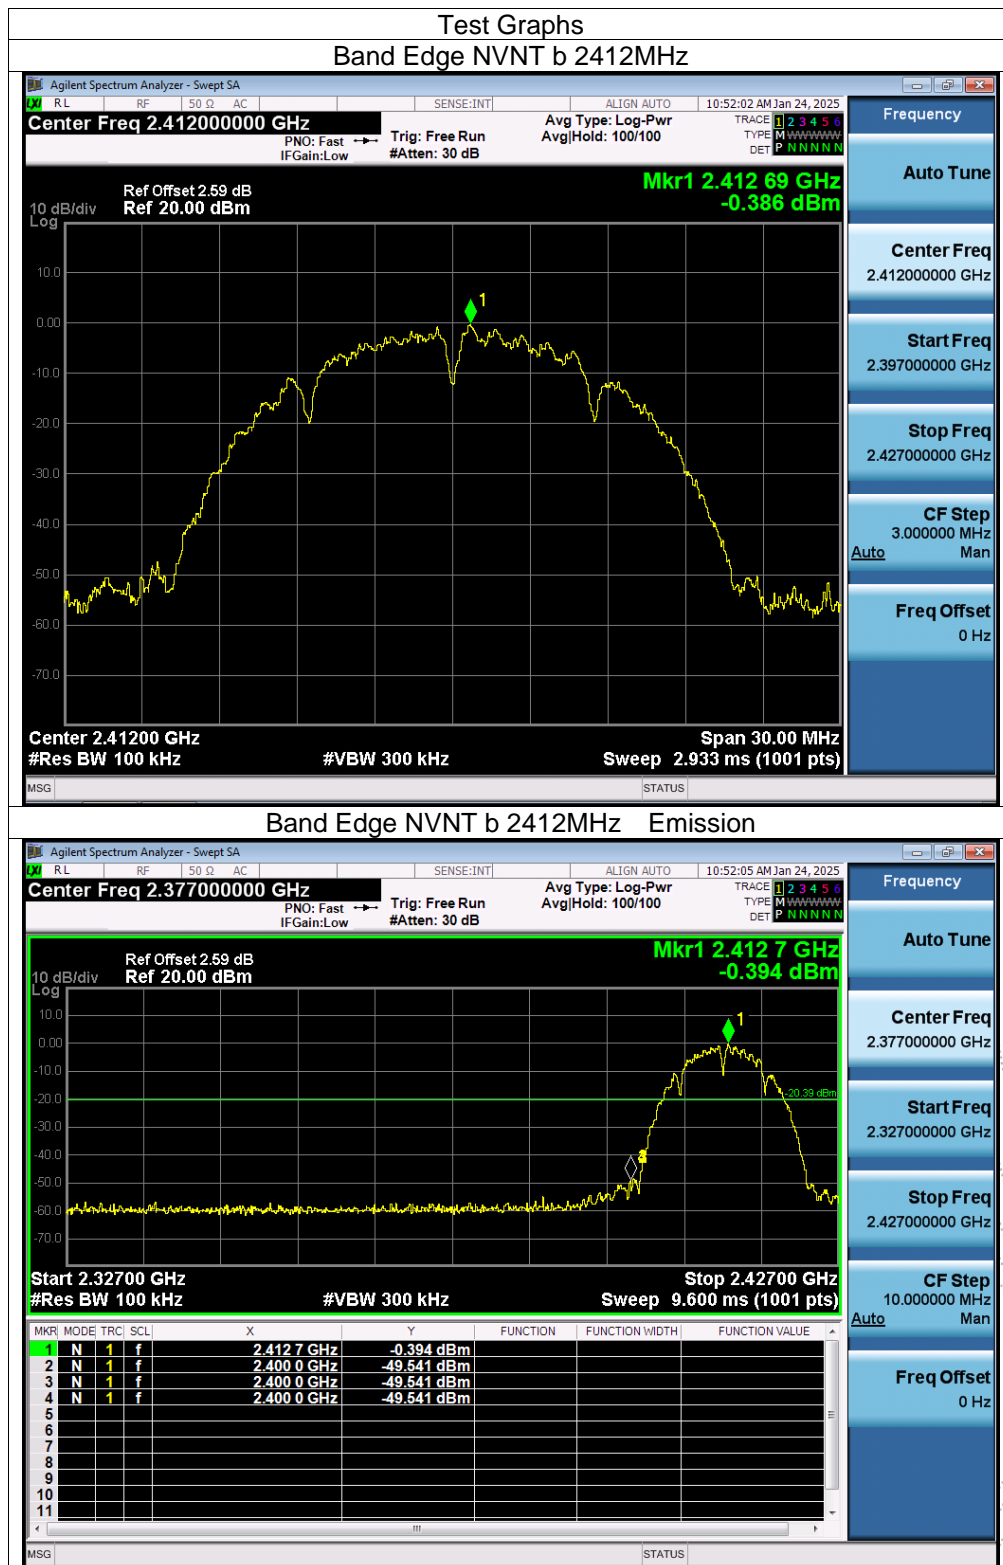 Test Graphs
Band Edge NVNT b 2412MHz
Agilent Spectrum Analyzer - Swept SA
LXI RL RF 50 Ω AC SENSE:INT ALIGN AUTO 10:52:02 AM Jan 24, 2025
Center Freq 2.412000000 GHz
PNO: Fast
IFGain:Low
Trig: Free Run
#Atten: 30 dB
Avg Type: Log-Pwr
Avg|Hold: 100/100
TRACE 1 2 3 4 5 6
TYPE M WWWWW
DET P N N N N N
Frequency
Auto Tune
Center Freq
2.412000000 GHz
Start Freq
2.397000000 GHz
Stop Freq
2.427000000 GHz
CF Step
3.000000 MHz
Auto Man
Freq Offset
0 Hz
Mkr1 2.412 69 GHz
-0.386 dBm
Ref Offset 2.59 dB
10 dB/div Ref 20.00 dBm
Log
10.0
1
0.00
-10.0
-20.0
-30.0
-40.0
-50.0
-60.0
-70.0
Center 2.41200 GHz Span 30.00 MHz
#Res BW 100 kHz #VBW 300 kHz Sweep 2.933 ms (1001 pts)
MSG STATUS
Band Edge NVNT b 2412MHz Emission
Agilent Spectrum Analyzer - Swept SA
LXI RL RF 50 Ω AC SENSE:INT ALIGN AUTO 10:52:05 AM Jan 24, 2025
Center Freq 2.377000000 GHz
PNO: Fast
IFGain:Low
Trig: Free Run
#Atten: 30 dB
Avg Type: Log-Pwr
Avg|Hold: 100/100
TRACE 1 2 3 4 5 6
TYPE M WWWWW
DET P N N N N N
Frequency
Auto Tune
Center Freq
2.377000000 GHz
Start Freq
2.327000000 GHz
Stop Freq
2.427000000 GHz
CF Step
10.000000 MHz
Auto Man
Freq Offset
0 Hz
Mkr1 2.412 7 GHz
-0.394 dBm
Ref Offset 2.59 dB
10 dB/div Ref 20.00 dBm
Log
10.0
1
0.00
-10.0
-20.39 dBm
-20.0
-30.0
-40.0
-50.0
-60.0
-70.0
Start 2.32700 GHz Stop 2.42700 GHz
#Res BW 100 kHz #VBW 300 kHz Sweep 9.600 ms (1001 pts)
MKR MODE TRC SCL X Y FUNCTION FUNCTION WIDTH FUNCTION VALUE
1 N 1 f 2.412 7 GHz -0.394 dBm
2 N 1 f 2.400 0 GHz -49.541 dBm
3 N 1 f 2.400 0 GHz -49.541 dBm
4 N 1 f 2.400 0 GHz -49.541 dBm
5
6
7
8
9
10
11
MSG STATUS